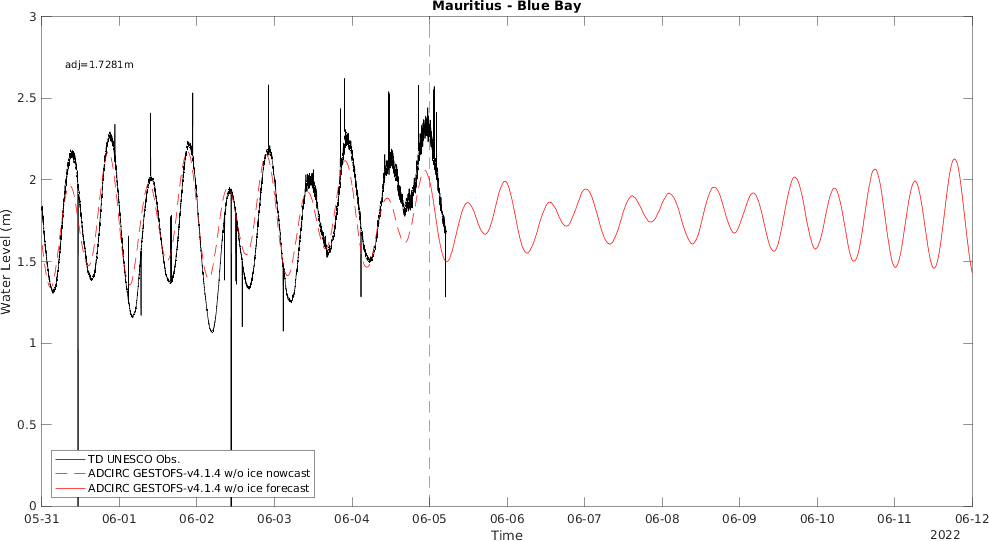 Mauritius - Blue Bay
adj=1.7281m
Water Level (m)
3
2.5
2
1.5
1
0.5
0
TD UNESCO Obs.
ADCIRC GESTOFS-v4.1.4 w/o ice nowcast
ADCIRC GESTOFS-v4.1.4 w/o ice forecast
05-31 06-01 06-02 06-03 06-04 06-05 06-06 06-07 06-08 06-09 06-10 06-11 06-12
Time
2022